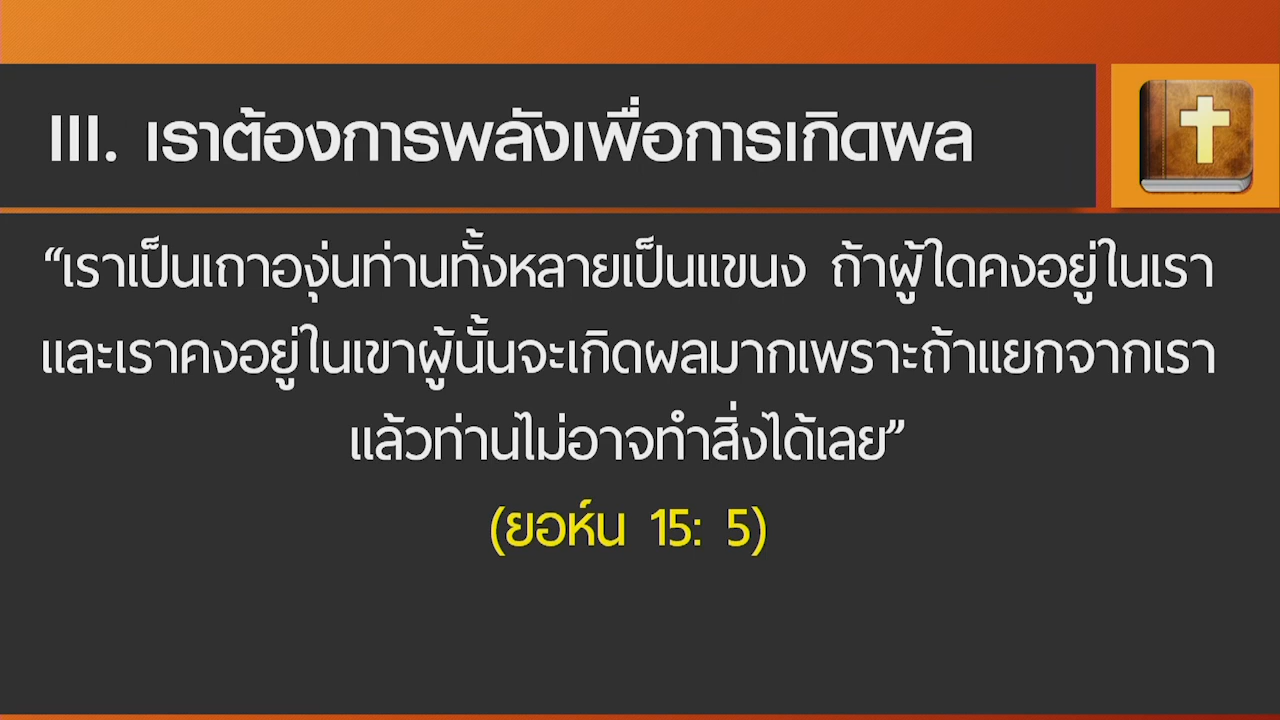 III. เราต้องการพลังเพื่อการเกิดผล
“เราเป็นเถาองุ่นท่านทั้งหลายเป็นแขนง ถ้าผู้ใดคงอยู่ในเรา
และเราคงอยู่ในเขาผู้นั้นจะเกิดผลมากเพราะถ้าแยกจากเรา
แล้วท่านไม่อาจทำสิ่งได้เลย”
(ยอห์น 15: 5)